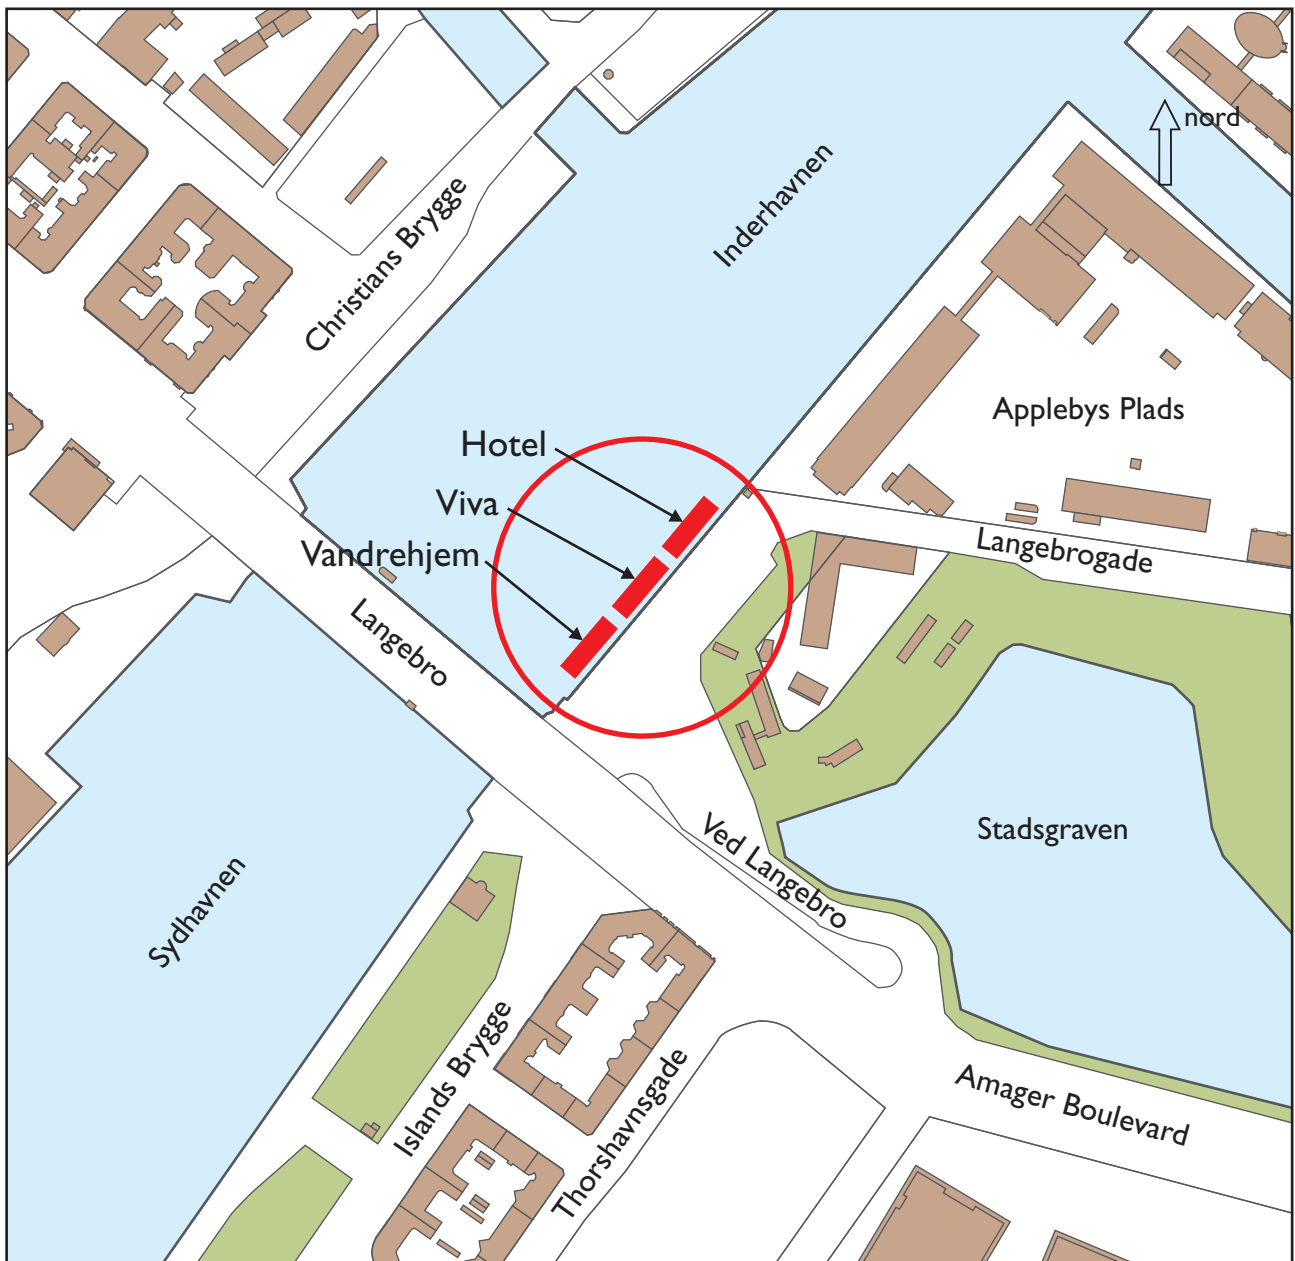 nord
Inderhavnen
Christians Brygge
Applebys Plads
Hotel
Viva
Vandrehjem
Langebrogade
Langebro
Stadsgraven
Ved Langebro
Sydhavnen
Islands Brygge
Thorshavnsgade
Amager Boulevard